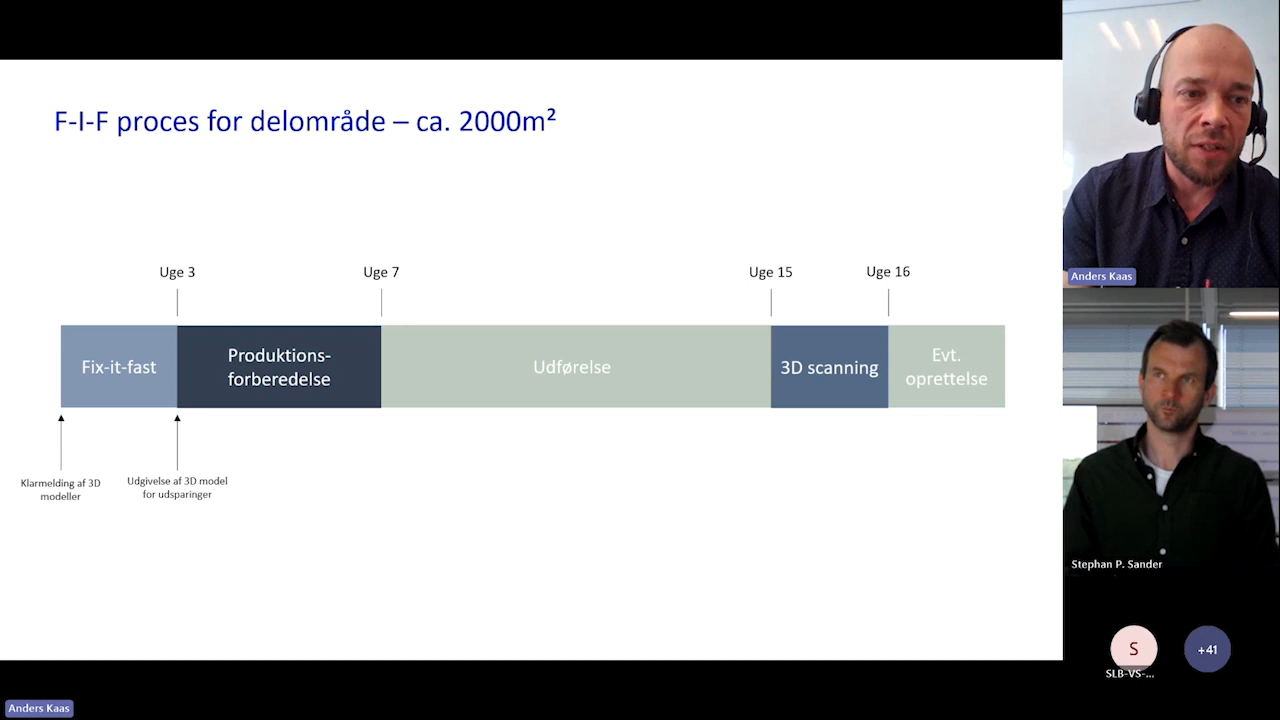 F-I-F proces for delområde – ca. 2000m²
Uge 3
Uge 7
Uge 15
Uge 16
Fix-it-fast
Produktions-
forberedelse
Udførelse
3D scanning
Evt.
oprettelse
Klarmelding af 3D
modeller
Udgivelse af 3D model
for udsparinger
Anders Kaas
Stephan P. Sander
S
+41
SLB-VS-...
Anders Kaas